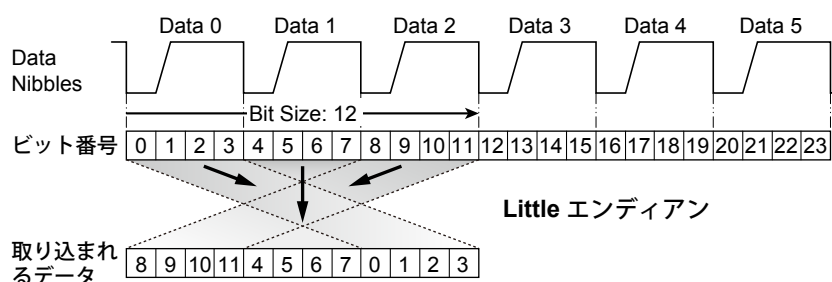 Data 0 Data 1 Data 2 Data 3 Data 4 Data 5
Data
Nibbles
Bit Size: 12
ビット番号 0 1 2 3 4 5 6 7 8 9 10 11 12 13 14 15 16 17 18 19 20 21 22 23
Little エンディアン
取り込まれ
るデータ 8 9 10 11 4 5 6 7 0 1 2 3